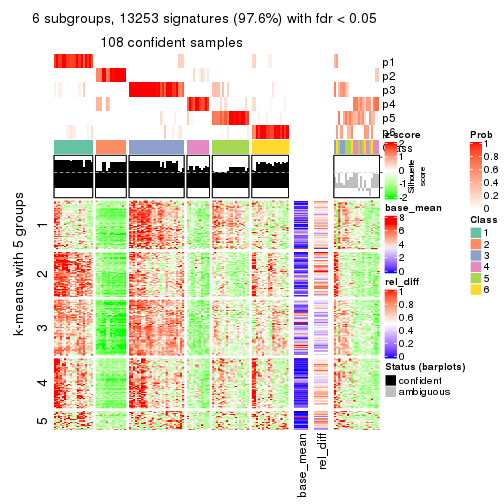 6 subgroups, 13253 signatures (97.6%) with fdr < 0.05
108 confident samples
p1
p2
p3
p4
p5
p6
Class
Silhouette
score
k-means with 5 groups
1
2
3
4
5
base_mean
rel_diff
z-score
2
1
0
-1
-2
base_mean
8
6
4
2
0
rel_diff
1
0.8
0.6
0.4
0.2
0
Status (barplots)
confident
ambiguous
Prob
1
0.8
0.6
0.4
0.2
0
Class
1
2
3
4
5
6